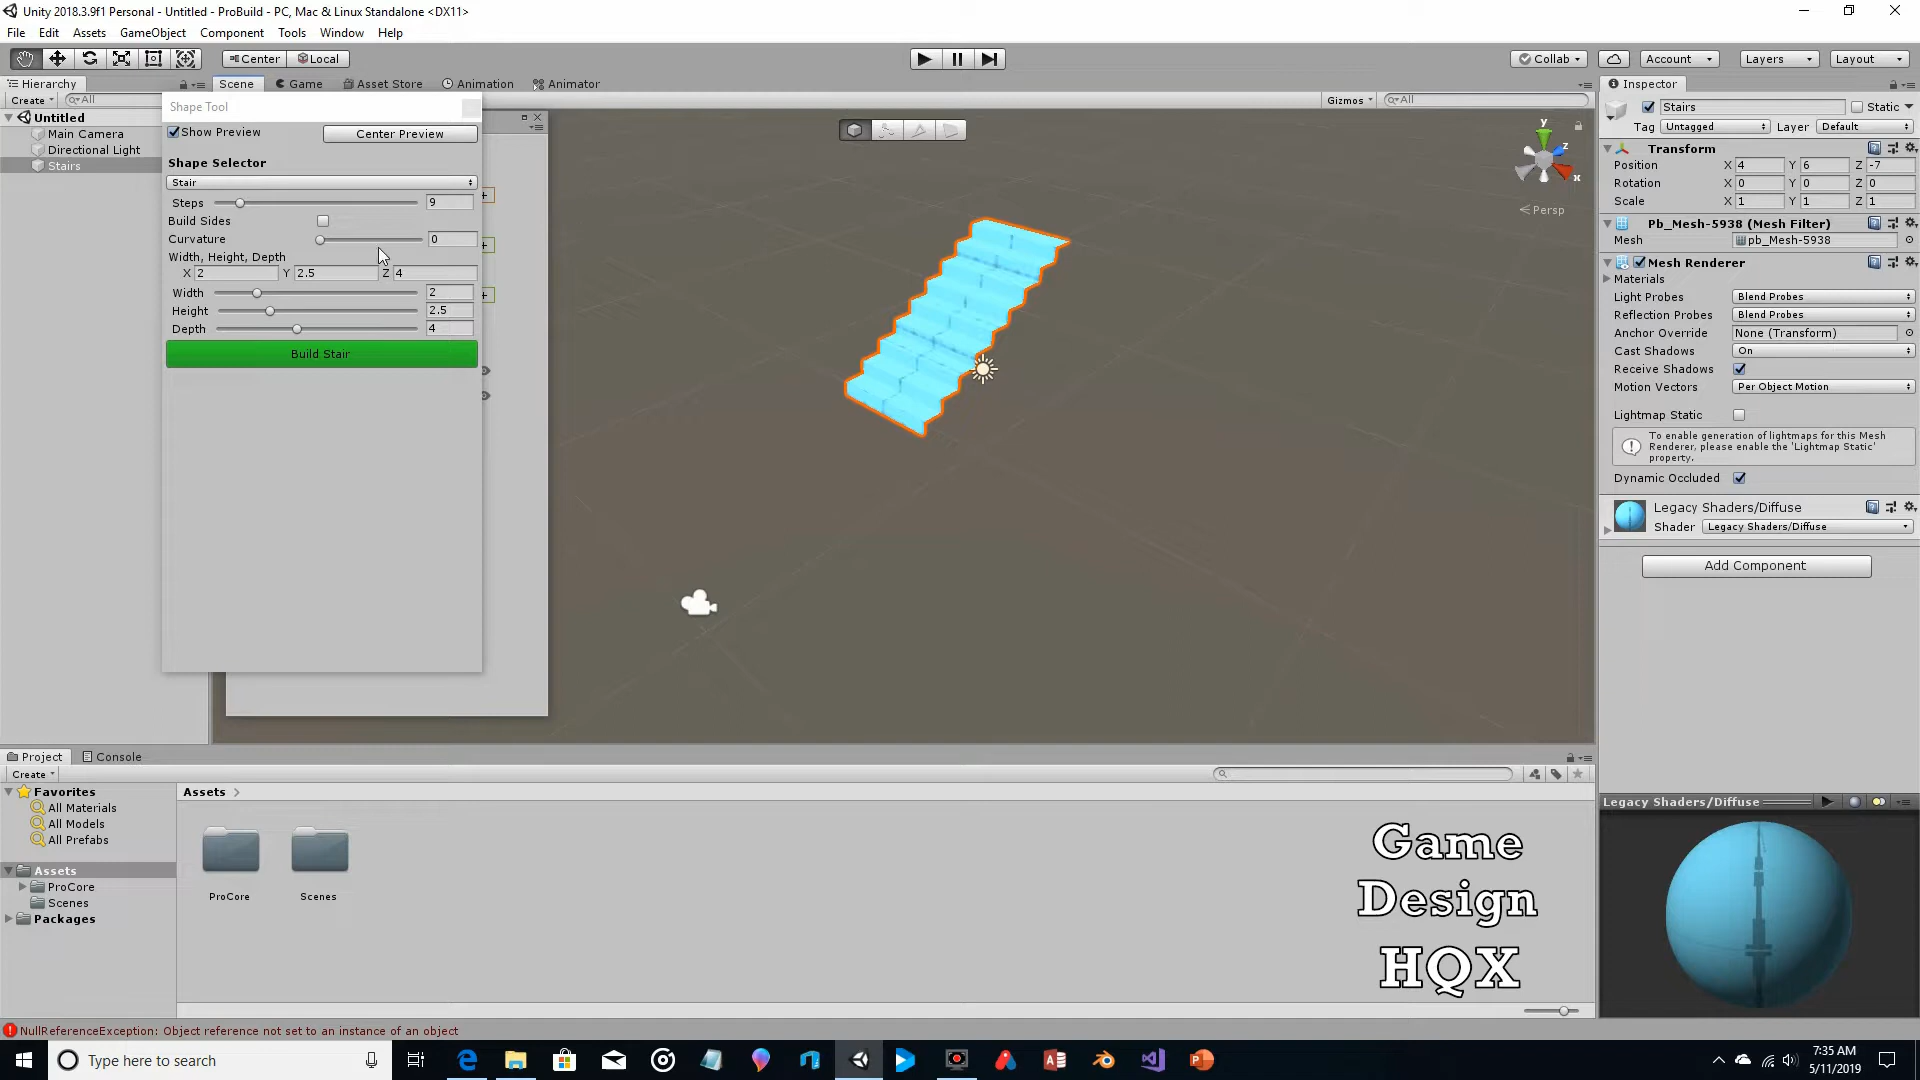 Unity 2018.3.9f1 Personal - Untitled - ProBuild - PC, Mac & Linux Standalone <DX11>
File Edit Assets GameObject Component Tools Window Help
Center Local Collab Account Layers Layout
Hierarchy Scene Game Asset Store Animation Animator Inspector
Create All Gizmos All
Untitled
Main Camera
Directional Light
Stairs
Shape Tool
Show Preview Center Preview
Shape Selector
Stair
Steps 9
Build Sides
Curvature 0
Width, Height, Depth
X 2 Y 2.5 Z 4
Width 2
Height 2.5
Depth 4
Build Stair
y
z
x
Persp
Stairs Static
Tag Untagged Layer Default
Transform
Position X 4 Y 6 Z -7
Rotation X 0 Y 0 Z 0
Scale X 1 Y 1 Z 1
Pb_Mesh-5938 (Mesh Filter)
Mesh pb_Mesh-5938
Mesh Renderer
Materials
Light Probes Blend Probes
Reflection Probes Blend Probes
Anchor Override None (Transform)
Cast Shadows On
Receive Shadows
Motion Vectors Per Object Motion
Lightmap Static
To enable generation of lightmaps for this Mesh
Renderer, please enable the 'Lightmap Static'
property.
Dynamic Occluded
Legacy Shaders/Diffuse
Shader Legacy Shaders/Diffuse
Add Component
Project Console
Create
Favorites
All Materials
All Models
All Prefabs
Assets
ProCore
Scenes
Packages
Assets
ProCore Scenes
Game
Design
HQX
Legacy Shaders/Diffuse
NullReferenceException: Object reference not set to an instance of an object
Type here to search
7:35 AM
5/11/2019